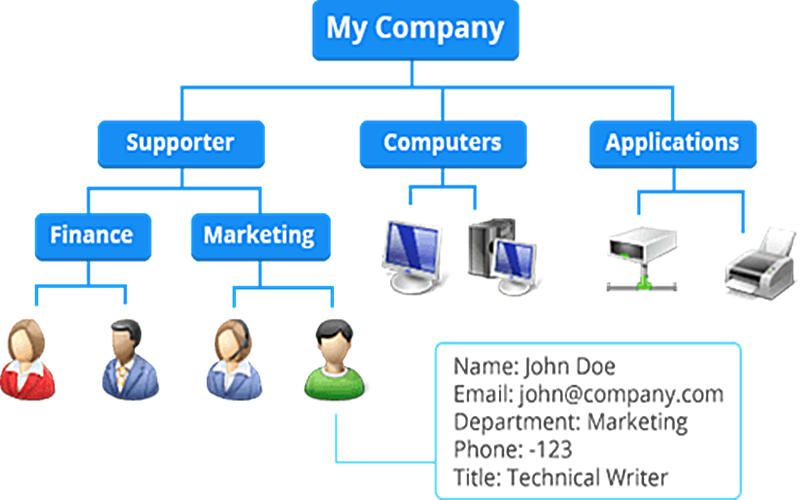 My Company
Supporter
Computers
Applications
Finance
Marketing
Name: John Doe
Email: john@company.com
Department: Marketing
Phone: -123
Title: Technical Writer